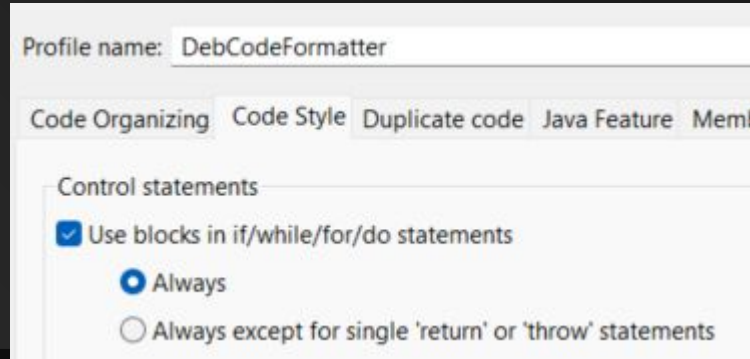 Profile name: DebCodeFormatter
Code Organizing Code Style Duplicate code Java Feature
Control statements
Use blocks in if/while/for/do statements
Always
Always except for single 'return' or 'throw' statements